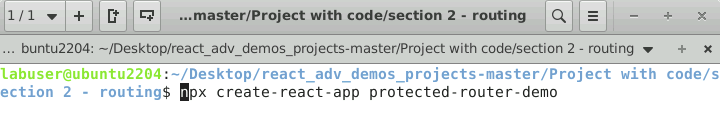 1 / 1
…master/Project with code/section 2 - routing
… buntu2204: ~/Desktop/react_adv_demos_projects-master/Project with code/section 2 - routing
labuser@ubuntu2204:~/Desktop/react_adv_demos_projects-master/Project with code/s
ection 2 - routing$ npx create-react-app protected-router-demo